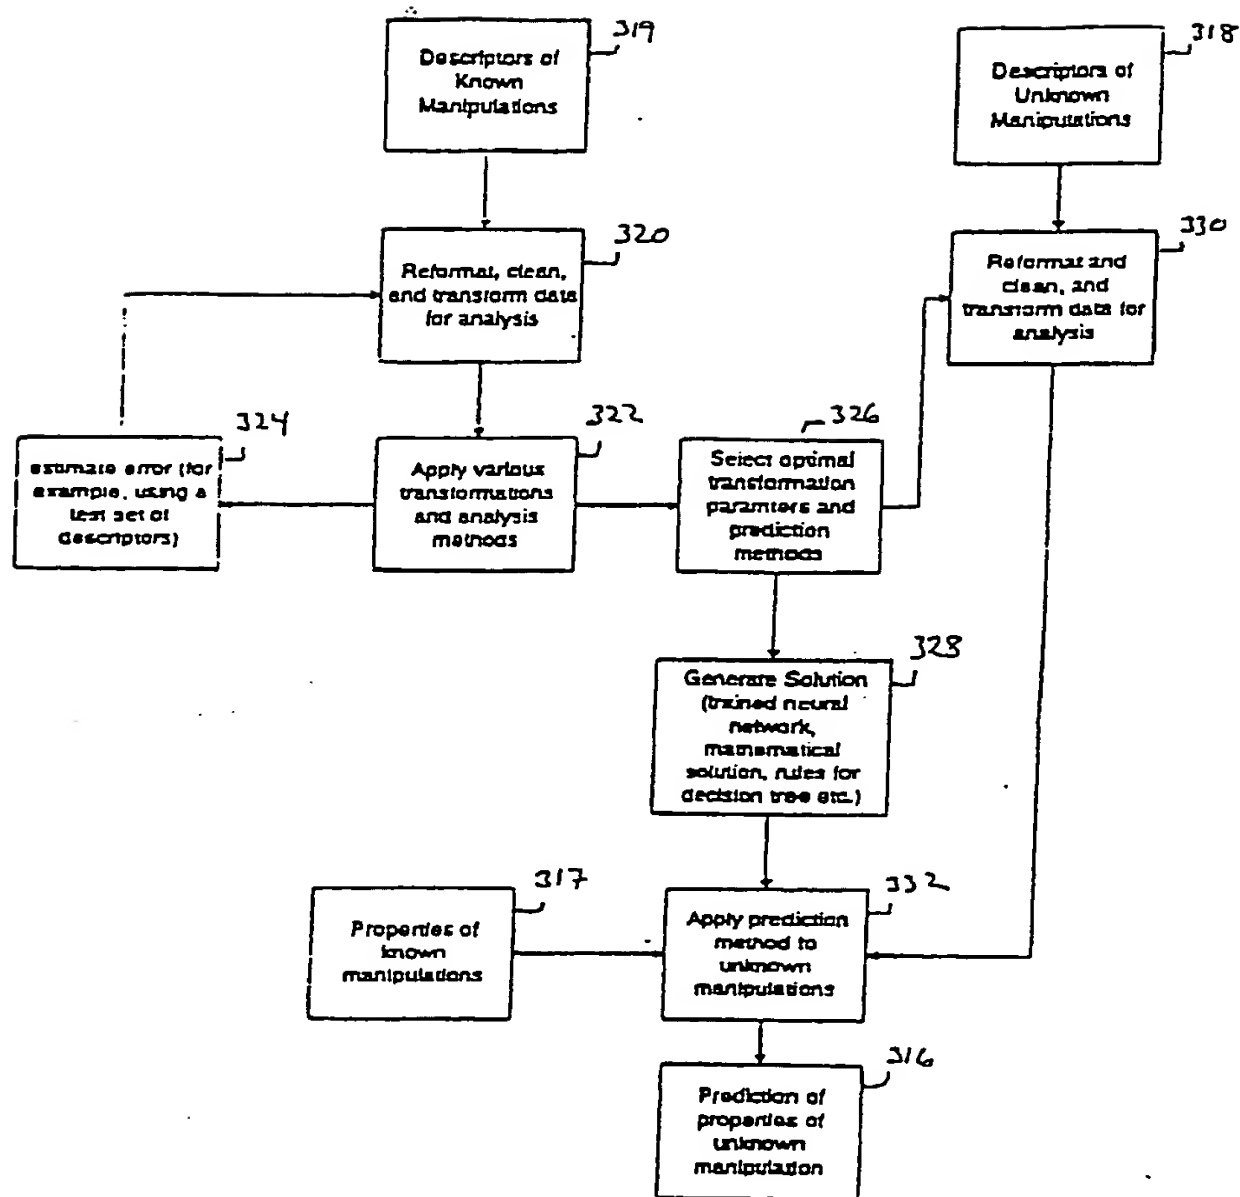 319
Descriptors of
Known
Manipulations
318
Descriptors of
Unknown
Manipulations
320
Reformat, clean,
and transform data
for analysis
330
Reformat and
clean, and
transform data for
analysis
324
estimate error (for
example, using a
test set of
descriptors)
322
Apply various
transformations
and analysis
methods
326
Select optimal
transformation
paramters and
prediction
methods
328
Generate Solution
(trained neural
network,
mathematical
solution, rules for
decision tree etc.)
317
Properties of
known
manipulations
332
Apply prediction
method to
unknown
manipulations
316
Prediction of
properties of
unknown
manipulation